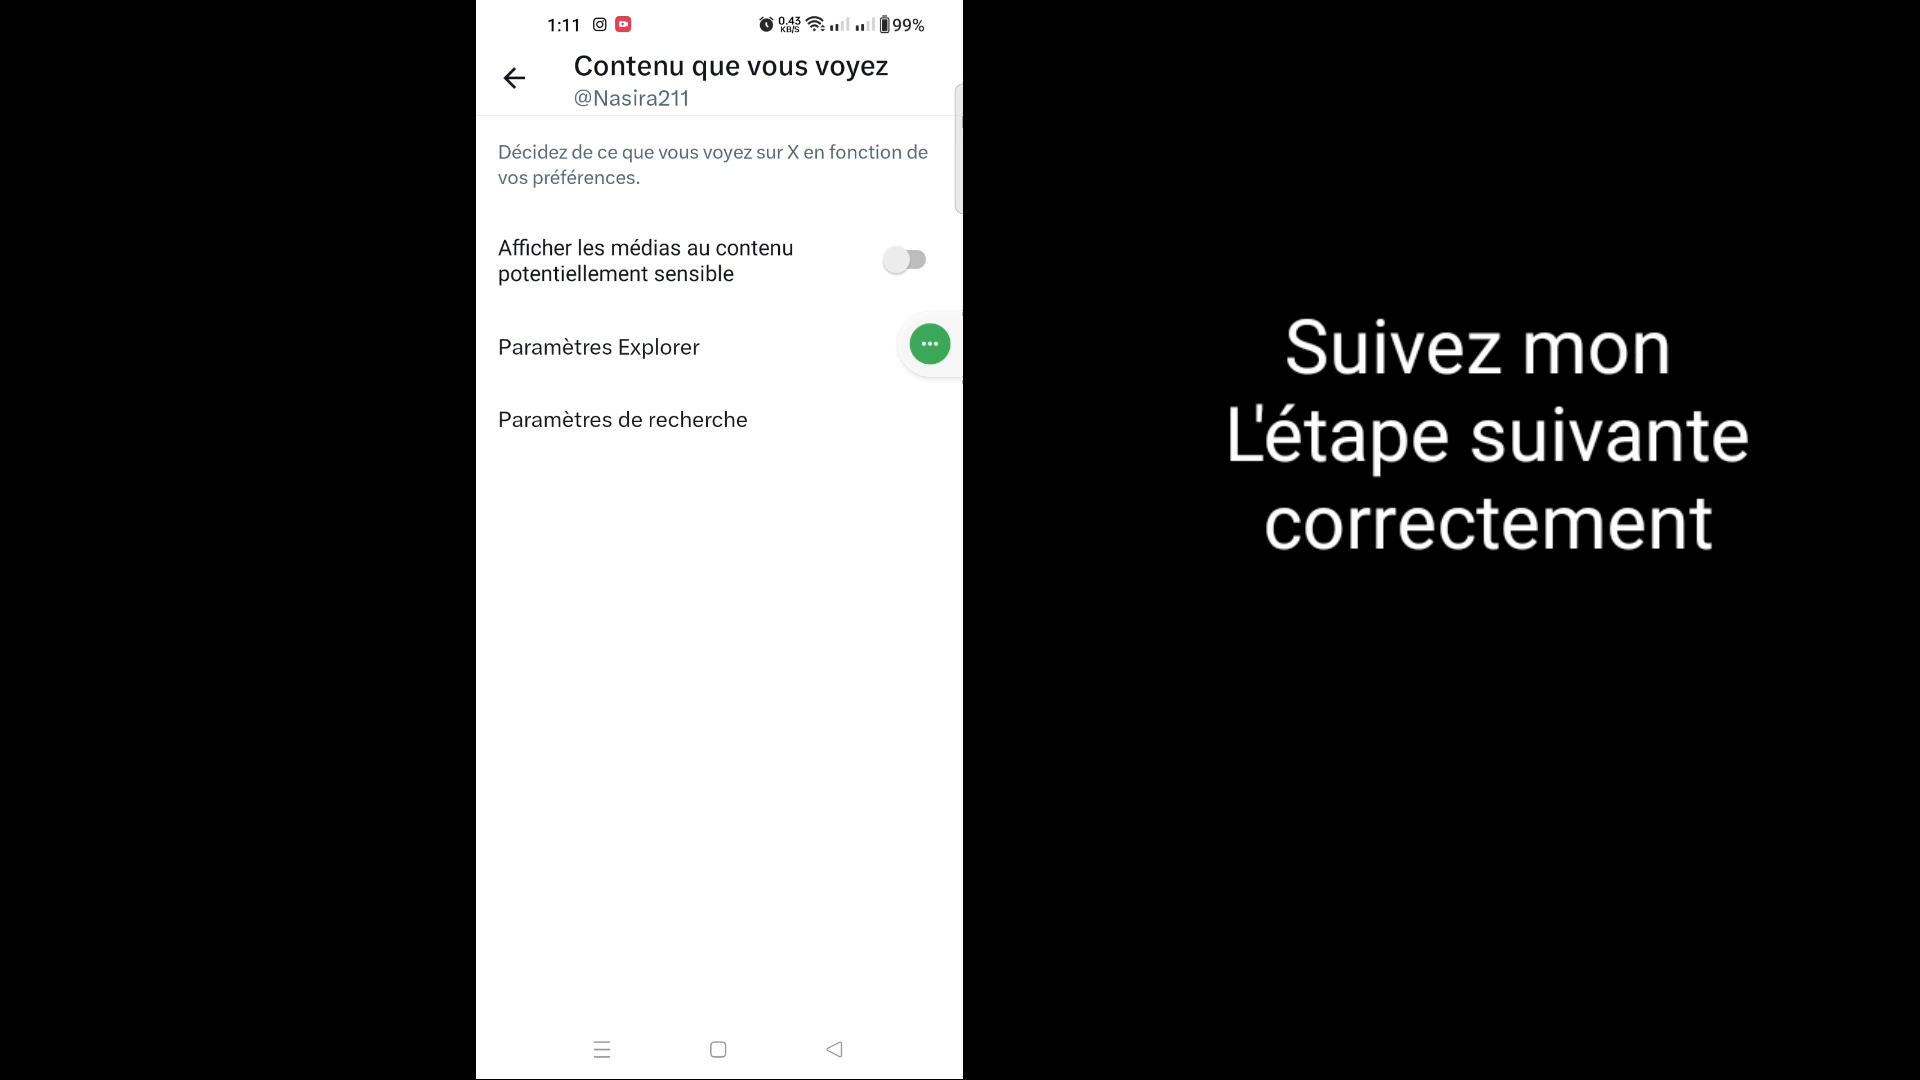 1:11
0.43
KB/S
99%
Contenu que vous voyez
@Nasira211
Décidez de ce que vous voyez sur X en fonction de
vos préférences.
Afficher les médias au contenu
potentiellement sensible
Paramètres Explorer
Paramètres de recherche
Suivez mon
L'étape suivante
correctement